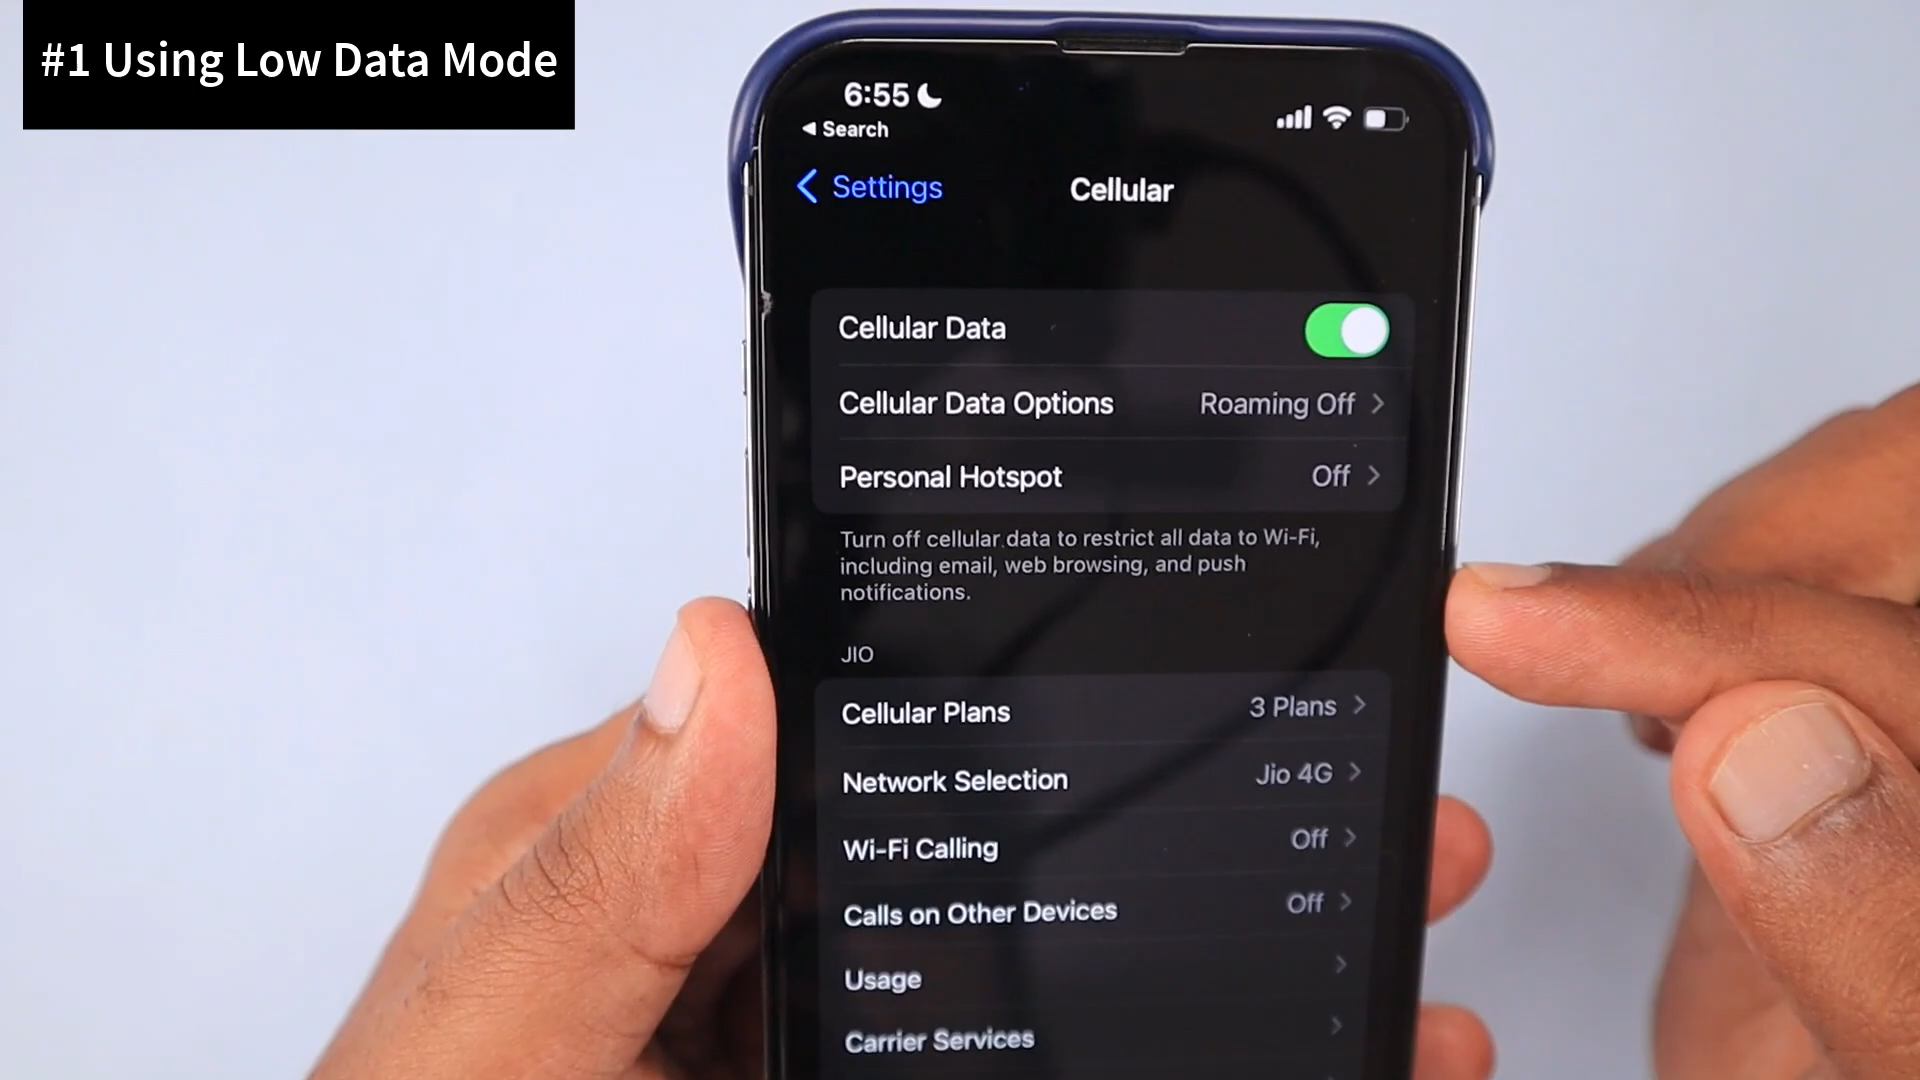 #1 Using Low Data Mode
6:55
Search
Settings
Cellular
Cellular Data
Cellular Data Options Roaming Off
Personal Hotspot Off
Turn off cellular data to restrict all data to Wi-Fi,
including email, web browsing, and push
notifications.
JIO
Cellular Plans 3 Plans
Network Selection Jio 4G
Wi-Fi Calling Off
Calls on Other Devices Off
Usage
Carrier Services